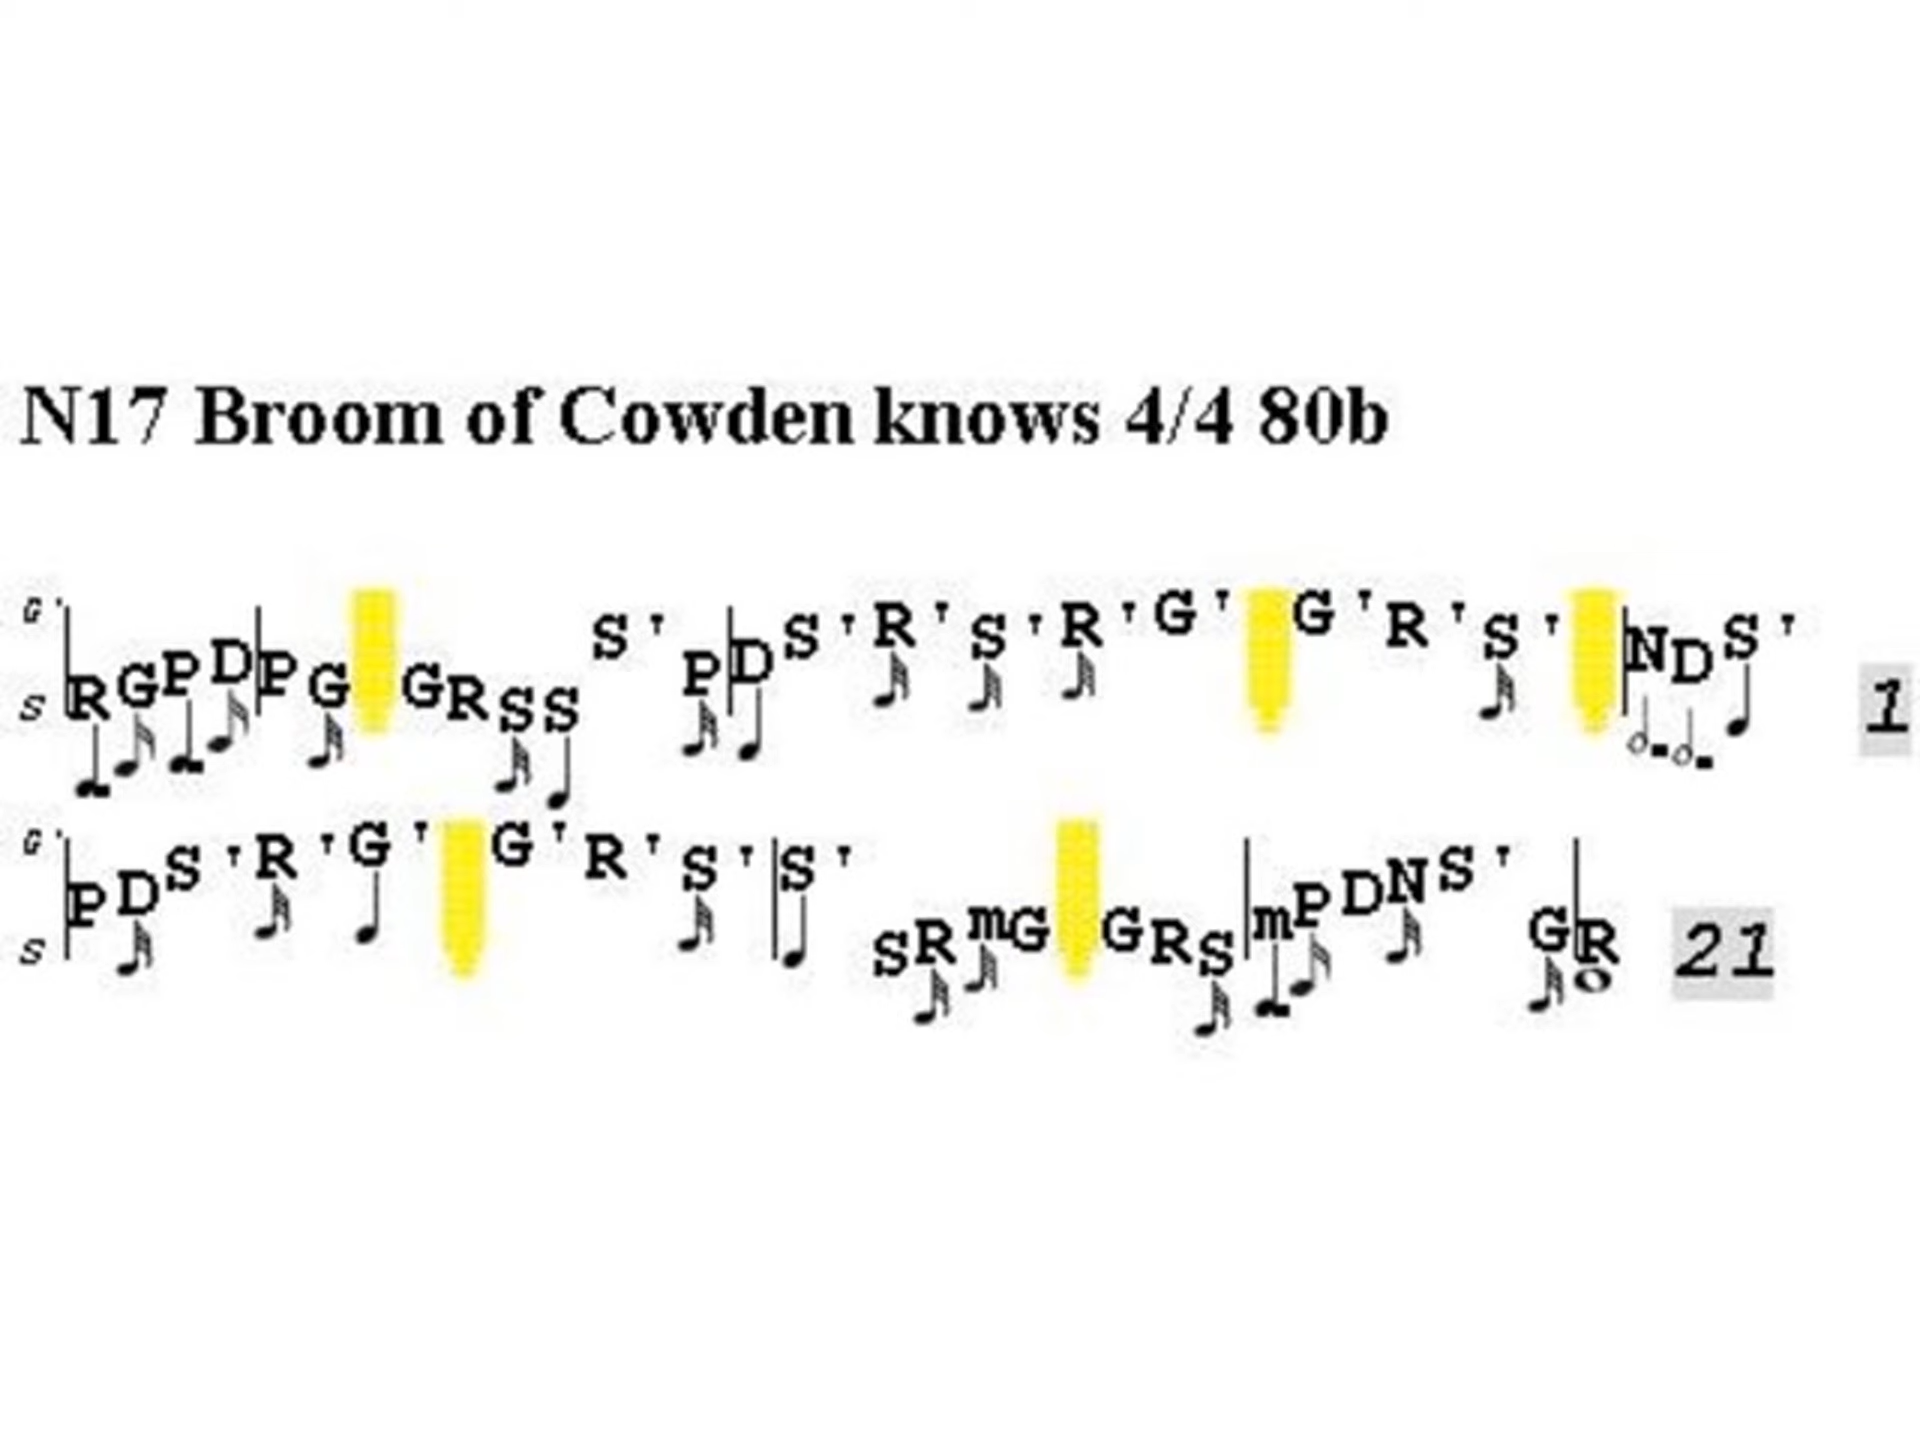 N17 Broom of Cowden knows 4/4 80b
G' R G P D P G G R S S S' P D S' R' S' R' G' G' R' S' N D S' 1
S
G' P D S' R' G' G' R' S' S' S R m G G R S m P D N S' G R 21
S